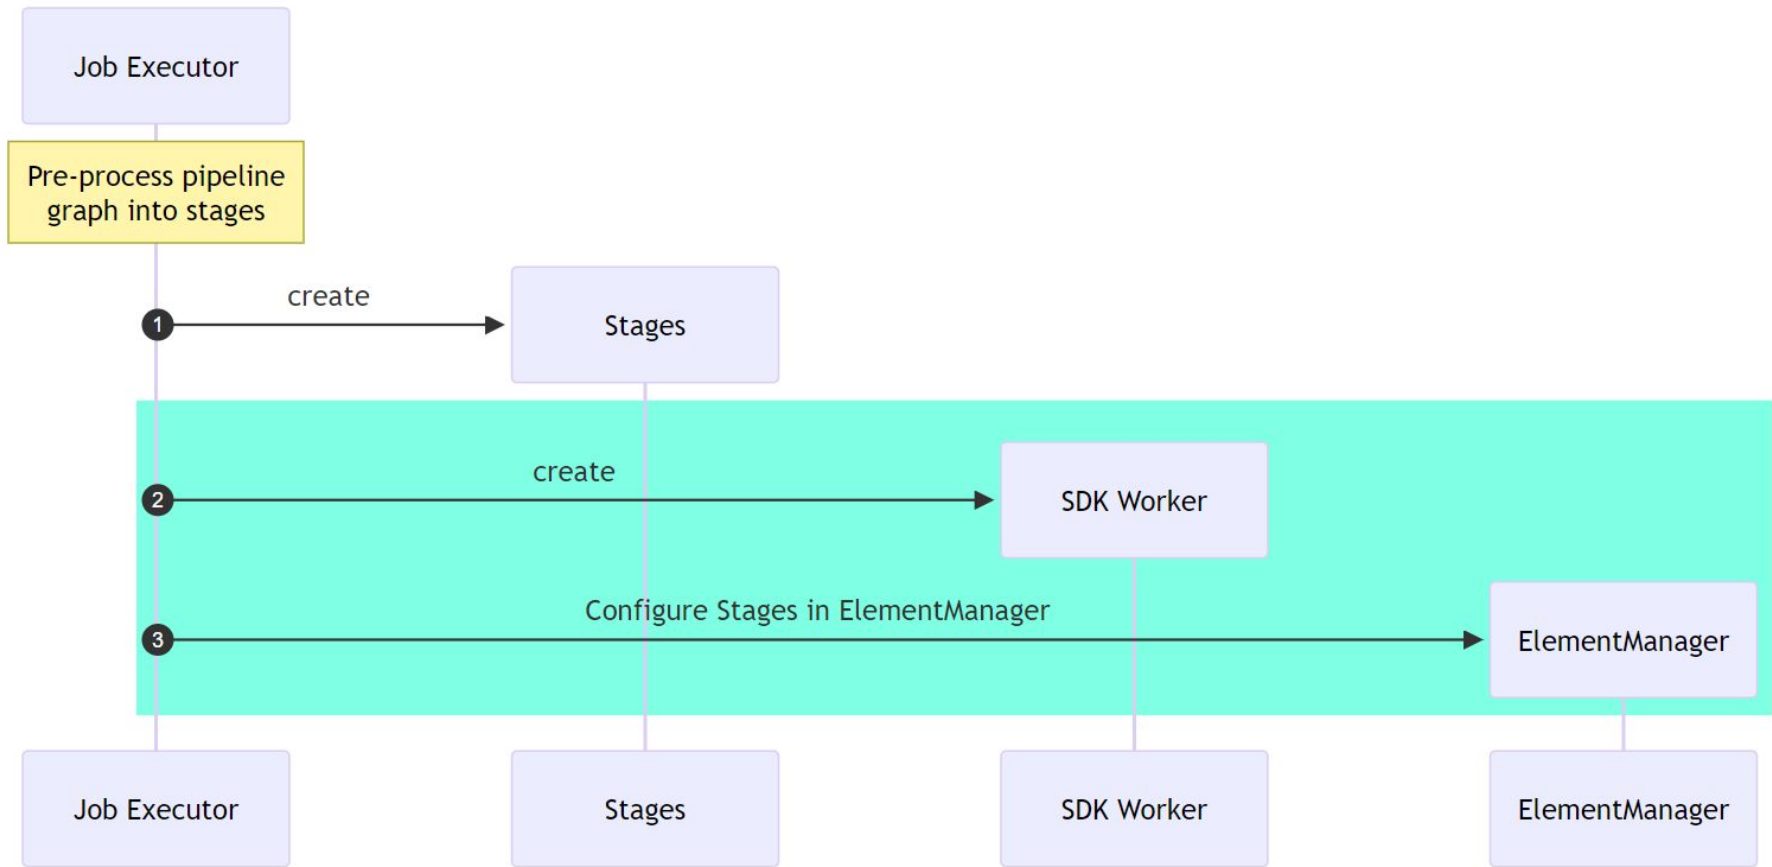 Job Executor
Pre-process pipeline
graph into stages
create
1
Stages
create
2
SDK Worker
Configure Stages in ElementManager
3
ElementManager
Job Executor
Stages
SDK Worker
ElementManager